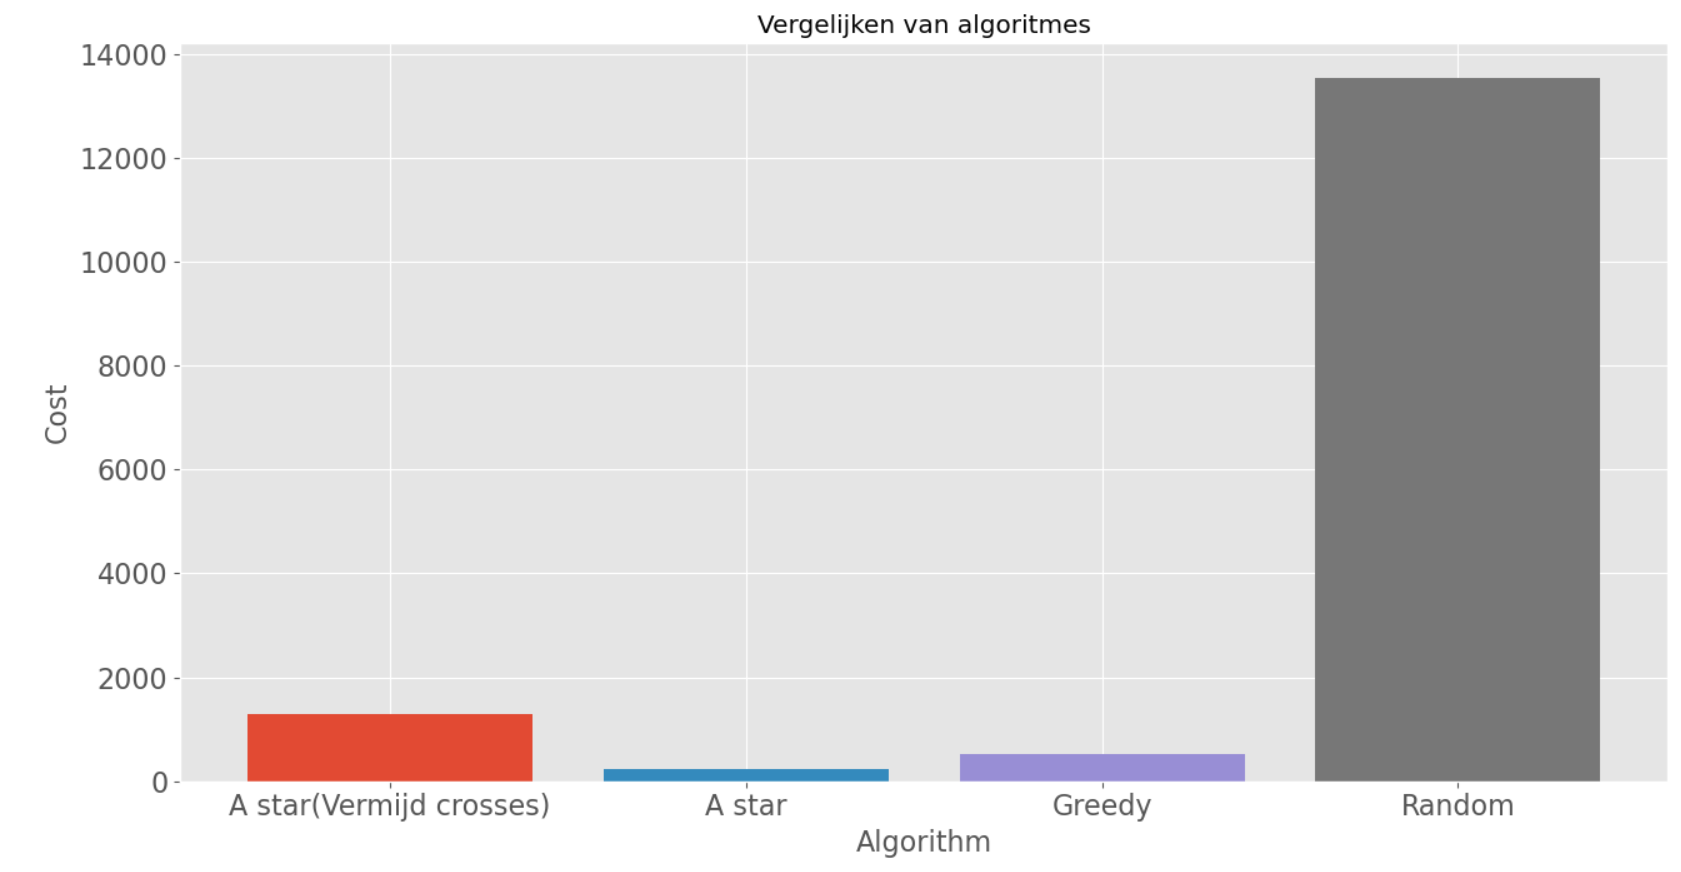 Vergelijken van algoritmes
14000
12000
10000
8000
6000
4000
2000
0
Cost
A star(Vermijd crosses)
A star
Greedy
Random
Algorithm